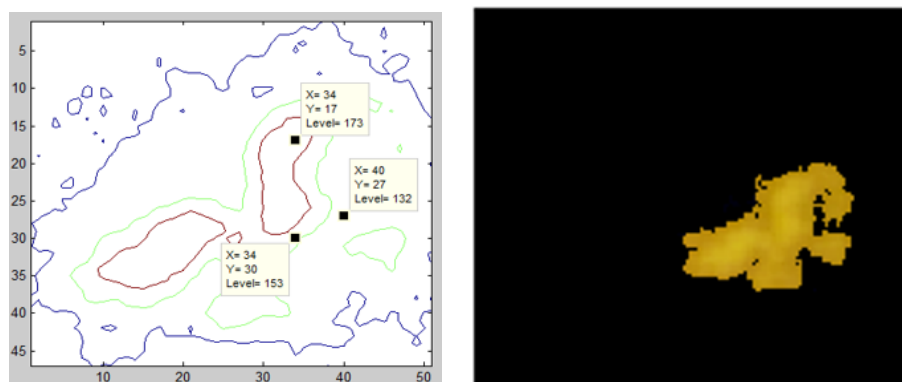 5
10
X= 34
Y= 17
Level= 173
15
20
X= 40
Y= 27
Level= 132
25
30
X= 34
Y= 30
Level= 153
35
40
45
10 20 30 40 50